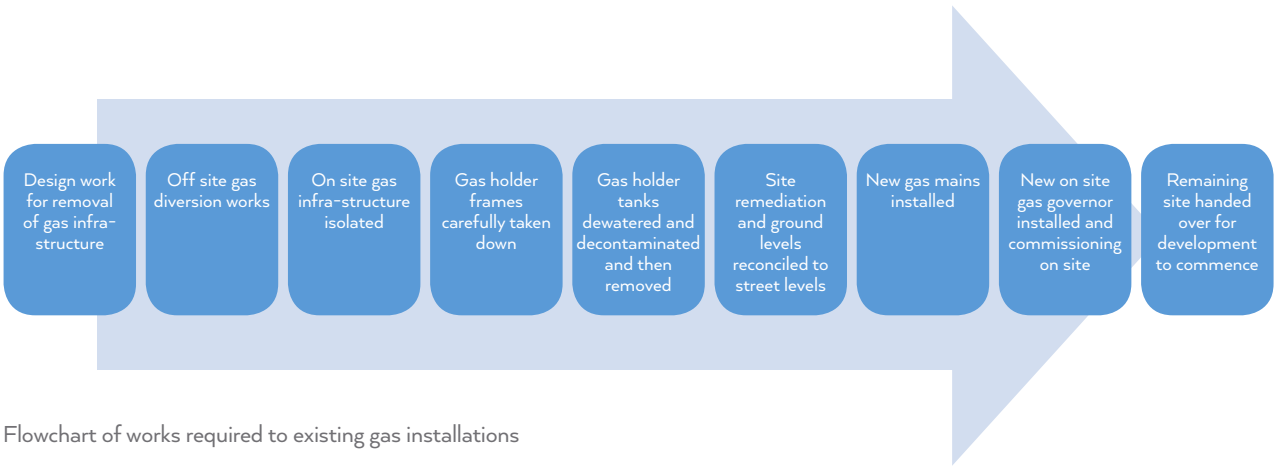 Design work
for removal
of gas infra-
structure
Off site gas
diversion works
On site gas
infra-structure
isolated
Gas holder
frames
carefully taken
down
Gas holder
tanks
dewatered and
decontaminated
and then
removed
Site
remediation
and ground
levels
reconciled to
street levels
New gas mains
installed
New on site
gas governor
installed and
commissioning
on site
Remaining
site handed
over for
development
to commence
Flowchart of works required to existing gas installations